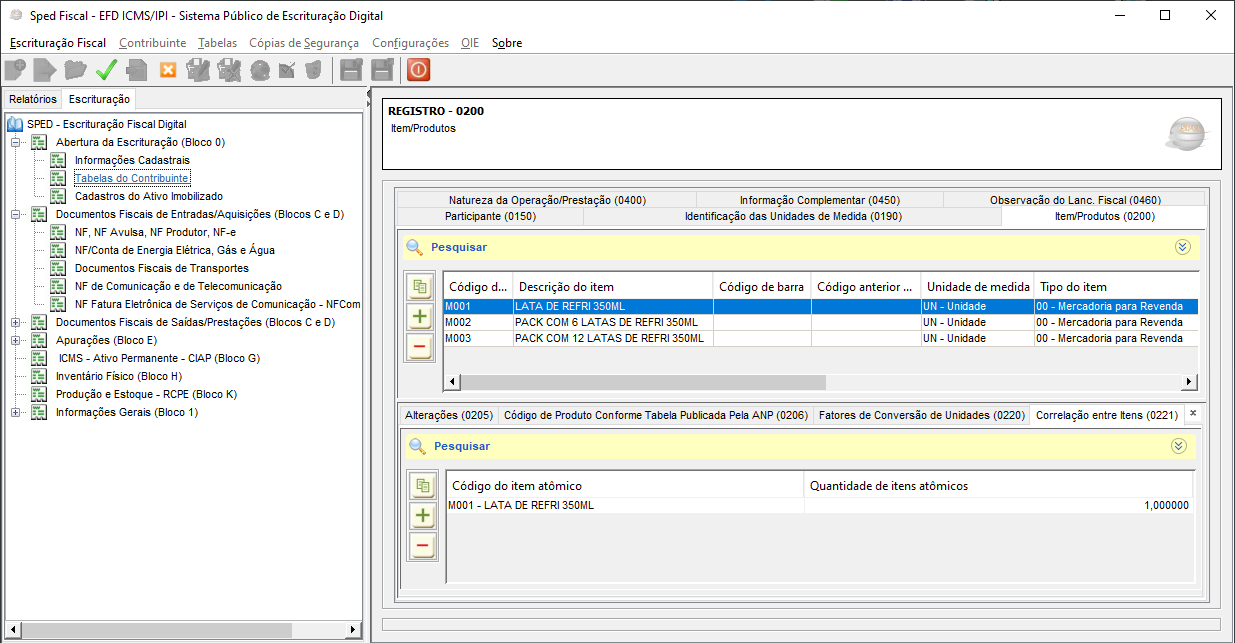 Sped Fiscal - EFD ICMS/IPI - Sistema Público de Escrituração Digital
Escrituração Fiscal Contribuinte Tabelas Cópias de Segurança Configurações OIE Sobre
Relatórios Escrituração
SPED - Escrituração Fiscal Digital
Abertura da Escrituração (Bloco 0)
Informações Cadastrais
Tabelas do Contribuinte
Cadastros do Ativo Imobilizado
Documentos Fiscais de Entradas/Aquisições (Blocos C e D)
NF, NF Avulsa, NF Produtor, NF-e
NF/Conta de Energia Elétrica, Gás e Água
Documentos Fiscais de Transportes
NF de Comunicação e de Telecomunicação
NF Fatura Eletrônica de Serviços de Comunicação - NFCom
Documentos Fiscais de Saídas/Prestações (Blocos C e D)
Apurações (Bloco E)
ICMS - Ativo Permanente - CIAP (Bloco G)
Inventário Físico (Bloco H)
Produção e Estoque - RCPE (Bloco K)
Informações Gerais (Bloco 1)
REGISTRO - 0200
Item/Produtos
Natureza da Operação/Prestação (0400) Informação Complementar (0450) Observação do Lanc. Fiscal (0460)
Participante (0150) Identificação das Unidades de Medida (0190) Item/Produtos (0200)
Pesquisar
Código d... Descrição do item Código de barra Código anterior ... Unidade de medida Tipo do item
M001 LATA DE REFRI 350ML UN - Unidade 00 - Mercadoria para Revenda
M002 PACK COM 6 LATAS DE REFRI 350ML UN - Unidade 00 - Mercadoria para Revenda
M003 PACK COM 12 LATAS DE REFRI 350ML UN - Unidade 00 - Mercadoria para Revenda
Alterações (0205) Código de Produto Conforme Tabela Publicada Pela ANP (0206) Fatores de Conversão de Unidades (0220) Correlação entre Itens (0221)
Pesquisar
Código do item atômico Quantidade de itens atômicos
M001 - LATA DE REFRI 350ML 1,000000